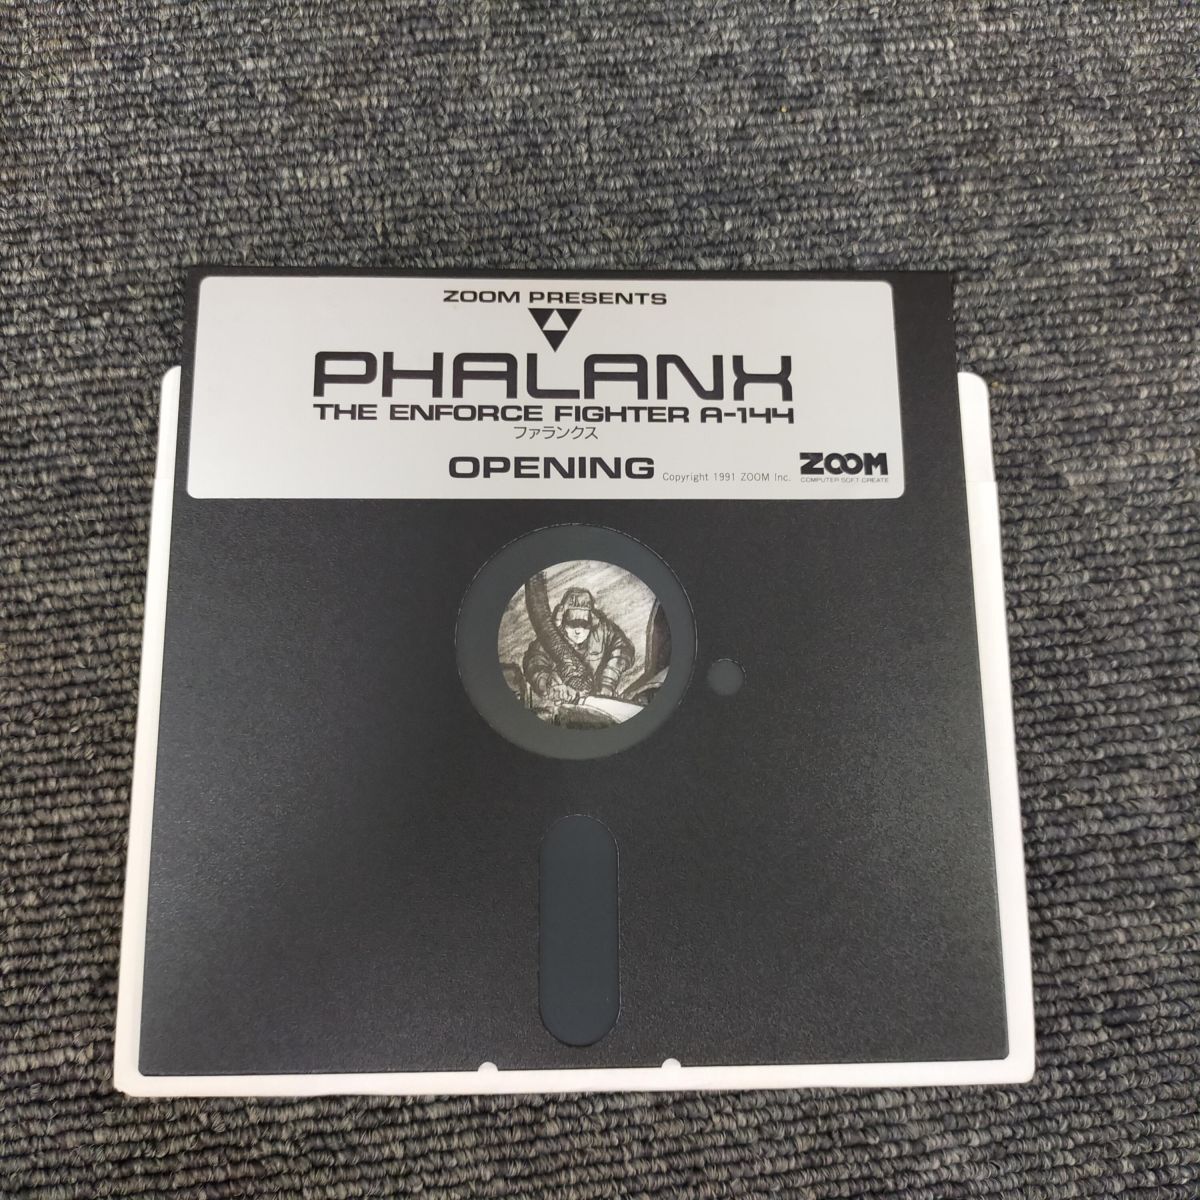 ZOOM PRESENTS
PHALANX
THE ENFORCE FIGHTER A-144
ファランクス
OPENING
Copyright 1991 ZOOM Inc.
ZOOM
COMPUTER SOFT CREATE